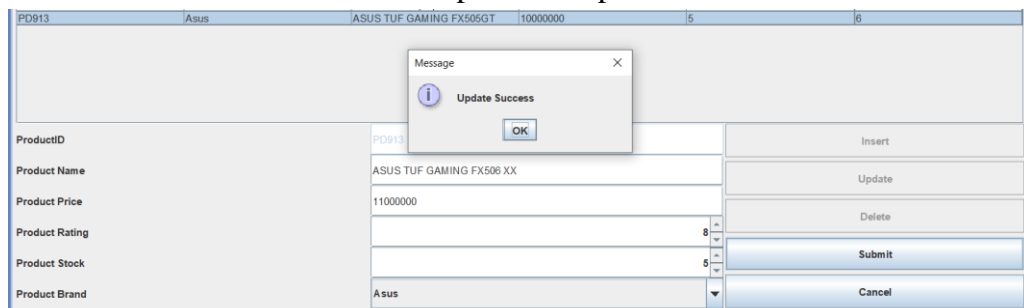 PD913 Asus ASUS TUF GAMING FX505GT 10000000 5 6
Message
Update Success
OK
ProductID PD913 Insert
Product Name ASUS TUF GAMING FX506 XX Update
Product Price 11000000 Delete
Product Rating 8
Product Stock 5 Submit
Product Brand Asus Cancel